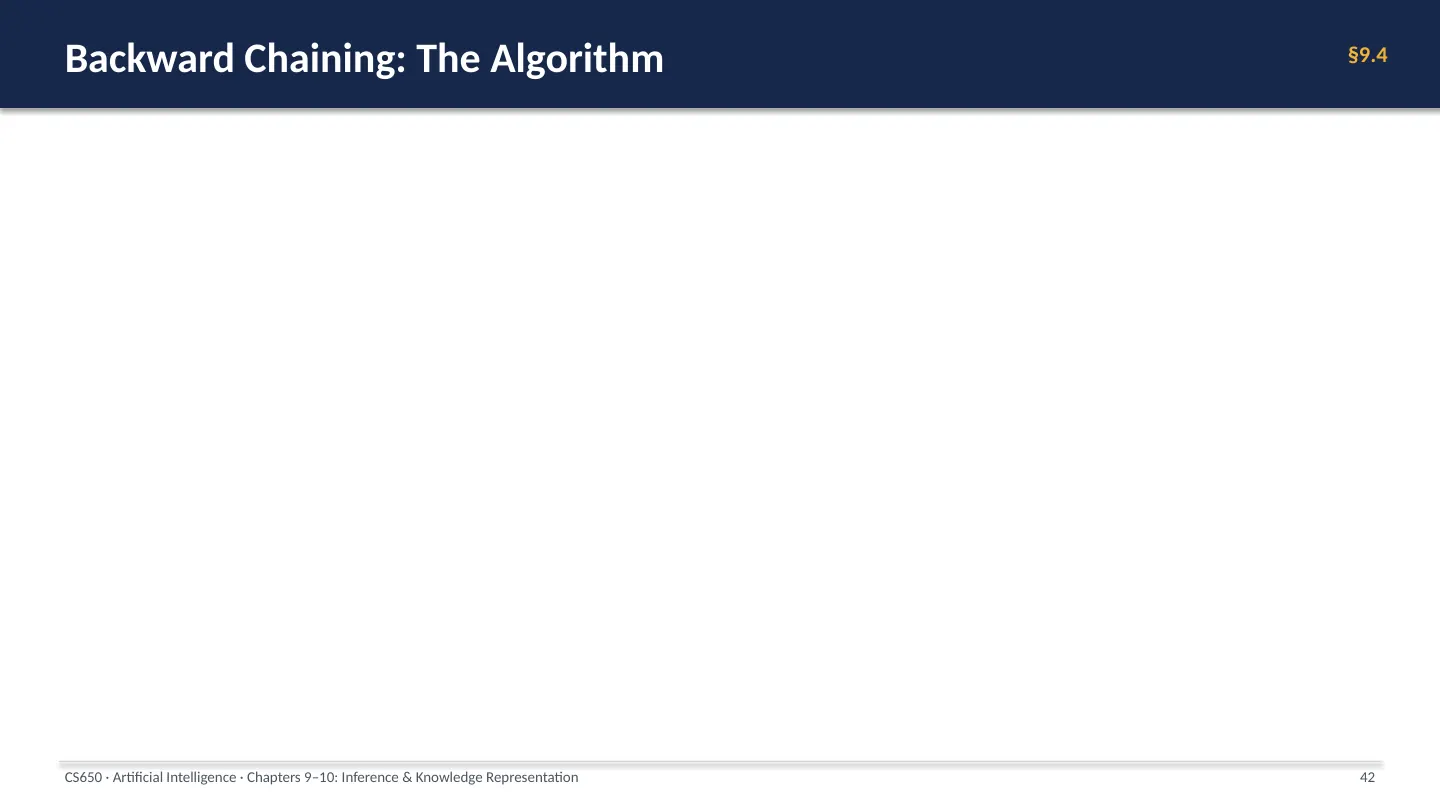 Backward Chaining: The Algorithm
§9.4
CS650 · Artificial Intelligence · Chapters 9–10: Inference & Knowledge Representation
42